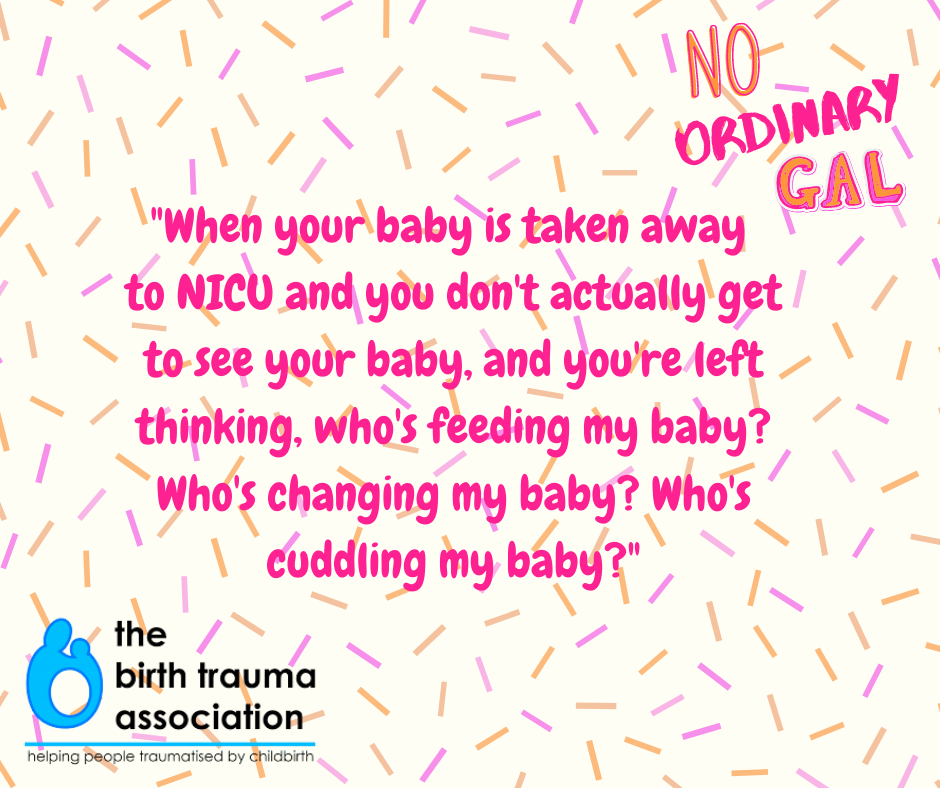 NO
ORDINARY
GAL
"When your baby is taken away
to NICU and you don't actually get
to see your baby, and you're left
thinking, who's feeding my baby?
Who's changing my baby? Who's
cuddling my baby?"
the
birth trauma
association
helping people traumatised by childbirth